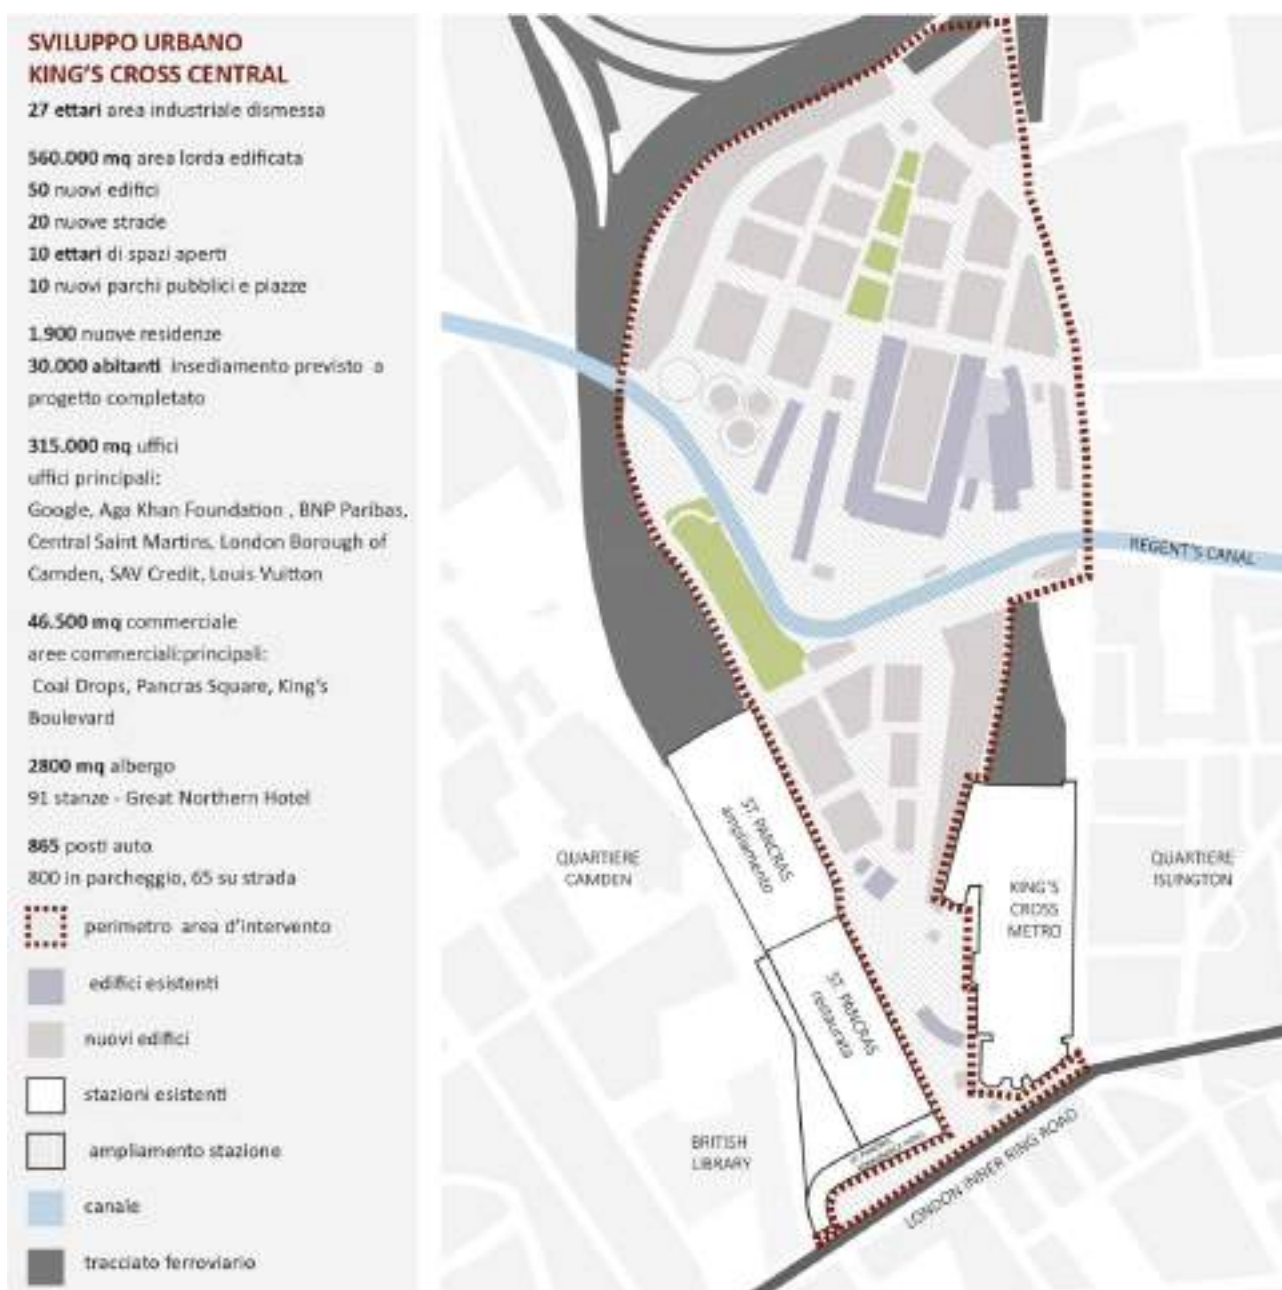 SVILUPPO URBANO
KING'S CROSS CENTRAL
27 ettari area industriale dismessa
560.000 mq area lorda edificata
50 nuovi edifici
20 nuove strade
10 ettari di spazi aperti
10 nuovi parchi pubblici e piazze
1.900 nuove residenze
30.000 abitanti insediamento previsto a
progetto completato
315.000 mq uffici
uffici principali:
Google, Aga Khan Foundation , BNP Paribas,
Central Saint Martins, London Borough of
Camden, SAV Credit, Louis Vuitton
46.500 mq commerciale
aree commerciali:principali:
Coal Drops, Pancras Square, King's
Boulevard
2800 mq albergo
91 stanze - Great Northern Hotel
865 posti auto
800 in parcheggio, 65 su strada
perimetro area d'intervento
edifici esistenti
nuovi edifici
stazioni esistenti
ampliamento stazione
canale
tracciato ferroviario
REGENT'S CANAL
ST. PANCRAS
ampliamento
QUARTIERE
CAMDEN
QUARTIERE
ISLINGTON
KING'S
CROSS
METRO
ST. PANCRAS
restaurata
BRITISH
LIBRARY
LONDON INNER RING ROAD